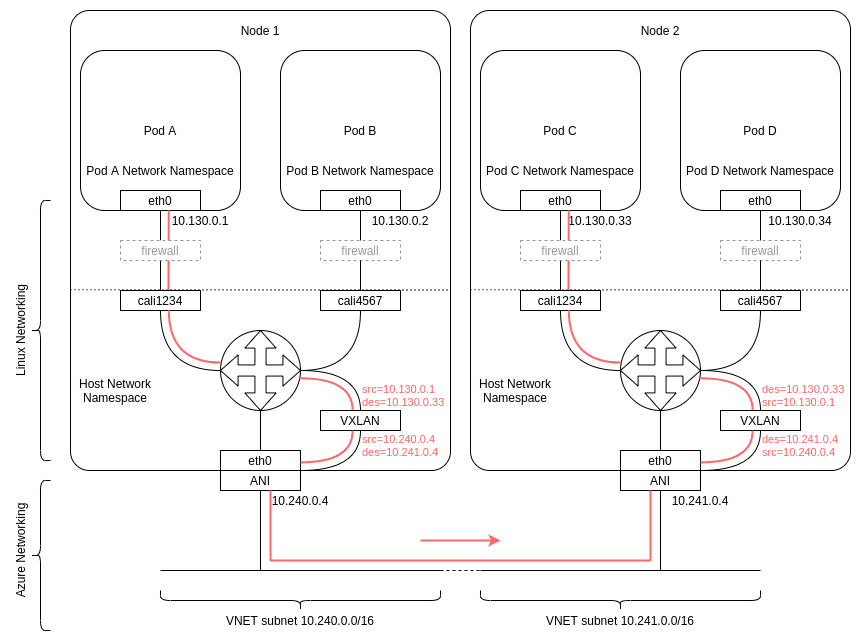 Node 1
Node 2
Pod A
Pod B
Pod C
Pod D
Pod A Network Namespace
Pod B Network Namespace
Pod C Network Namespace
Pod D Network Namespace
eth0
eth0
eth0
eth0
10.130.0.1
10.130.0.2
10.130.0.33
10.130.0.34
firewall
firewall
firewall
firewall
cali1234
cali4567
cali1234
cali4567
Linux Networking
Host Network
Namespace
src=10.130.0.1
des=10.130.0.33
VXLAN
src=10.240.0.4
des=10.241.0.4
Host Network
Namespace
des=10.130.0.33
src=10.130.0.1
VXLAN
des=10.241.0.4
src=10.240.0.4
eth0
ANI
10.240.0.4
eth0
ANI
10.241.0.4
Azure Networking
VNET subnet 10.240.0.0/16
VNET subnet 10.241.0.0/16